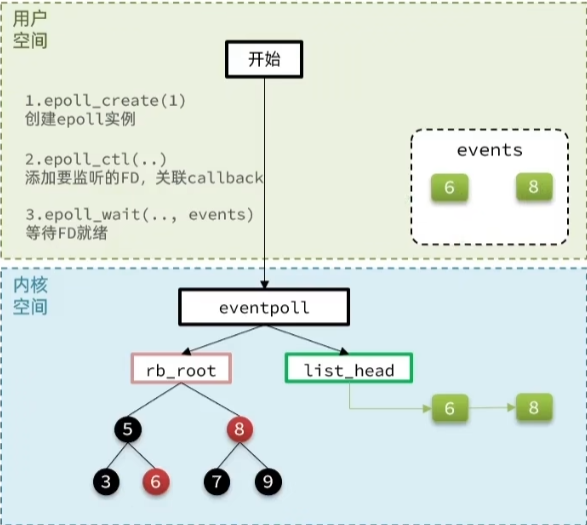 用户
空间
开始
1.epoll_create(1)
创建epoll实例
2.epoll_ctl(..)
添加要监听的FD，关联callback
3.epoll_wait(.., events)
等待FD就绪
events
6
8
内核
空间
eventpoll
rb_root
list_head
6
8
5
8
3
6
7
9